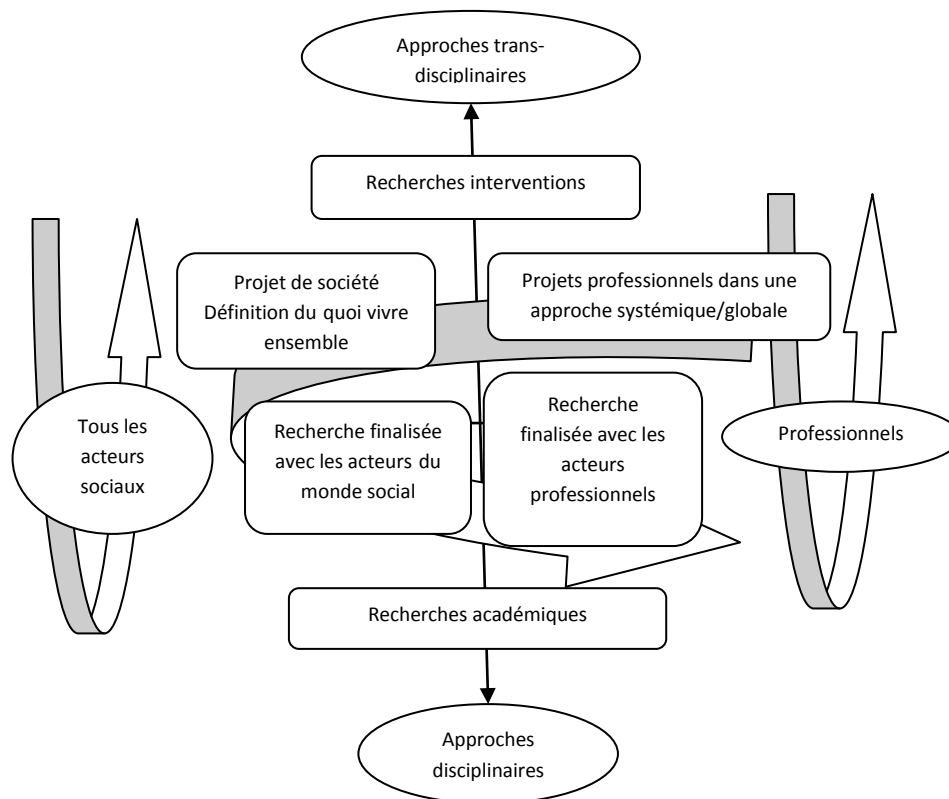 Approches trans-
disciplinaires
Recherches interventions
Projet de société
Définition du quoi vivre
ensemble
Projets professionnels dans une
approche systémique/globale
Tous les
acteurs
sociaux
Recherche finalisée
avec les acteurs du
monde social
Recherche
finalisée avec les
acteurs
professionnels
Professionnels
Recherches académiques
Approches
disciplinaires